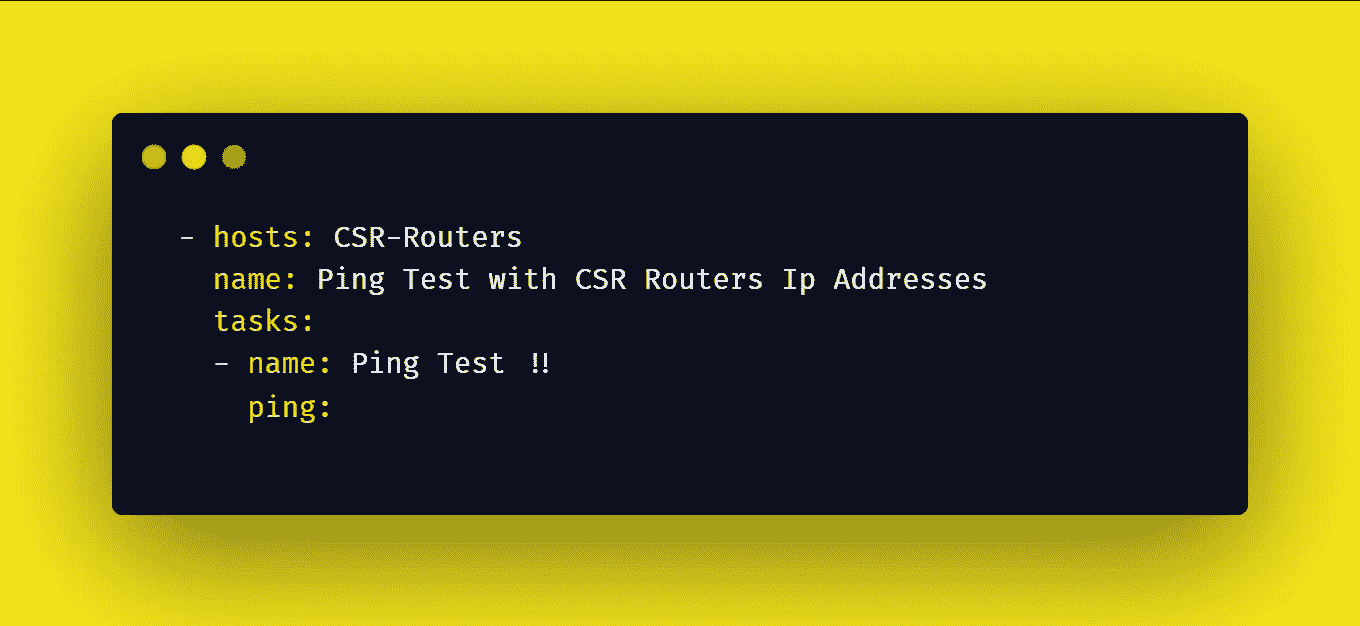 - hosts: CSR-Routers
  name: Ping Test with CSR Routers Ip Addresses
  tasks:
  - name: Ping Test !!
    ping: